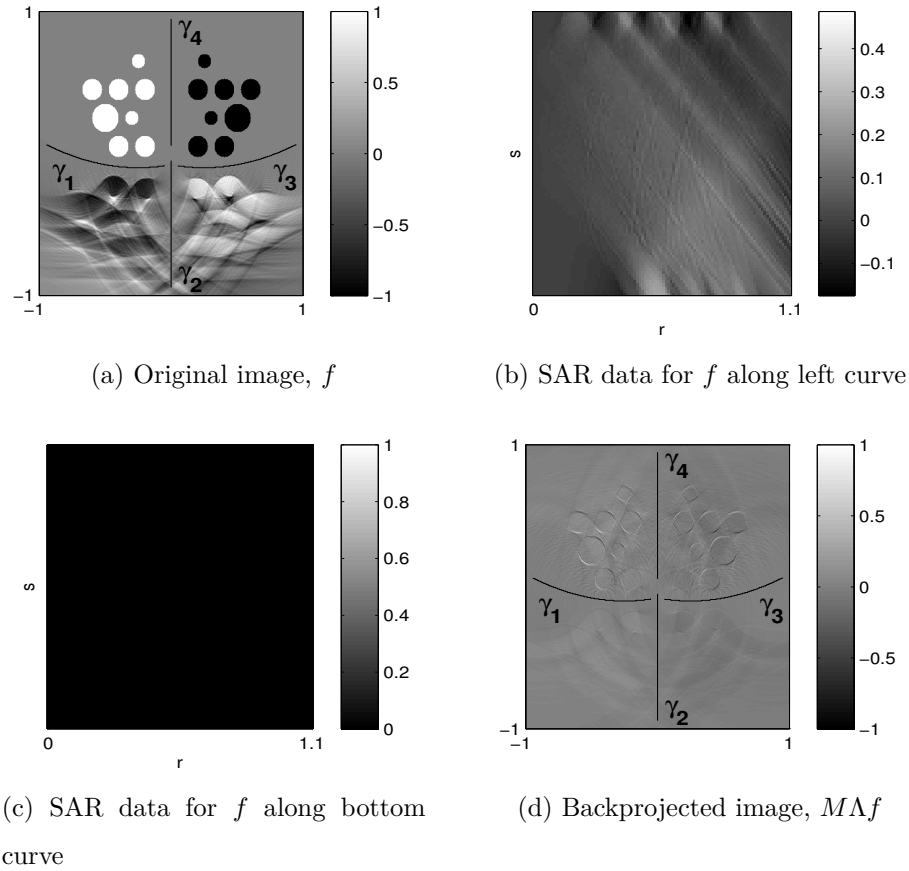 1
γ4
γ1
γ3
γ2
-1
-1
1
1
0.5
0
−0.5
−1
s
0
1.1
r
0.4
0.3
0.2
0.1
0
−0.1
(a) Original image, f
(b) SAR data for f along left curve
s
0
1.1
r
1
0.8
0.6
0.4
0.2
0
1
γ4
γ1
γ3
γ2
-1
-1
1
1
0.5
0
−0.5
−1
(c) SAR data for f along bottom
curve
(d) Backprojected image, MΛf